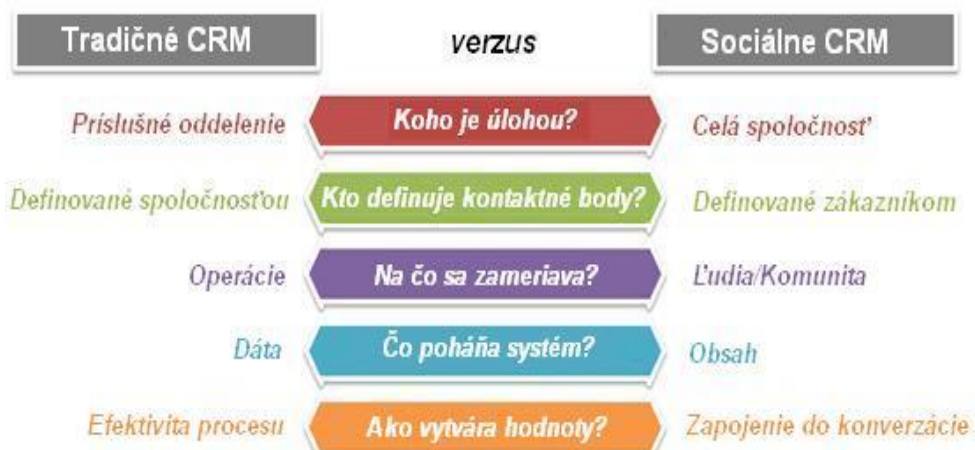 Tradičné CRM verzus Sociálne CRM
Príslušné oddelenie Koho je úlohou? Celá spoločnosť
Definované spoločnosťou Kto definuje kontaktné body? Definované zákazníkom
Operácie Na čo sa zameriava? Ľudia/Komunita
Dáta Čo poháňa systém? Obsah
Efektivita procesu Ako vytvára hodnoty? Zapojenie do konverzácie